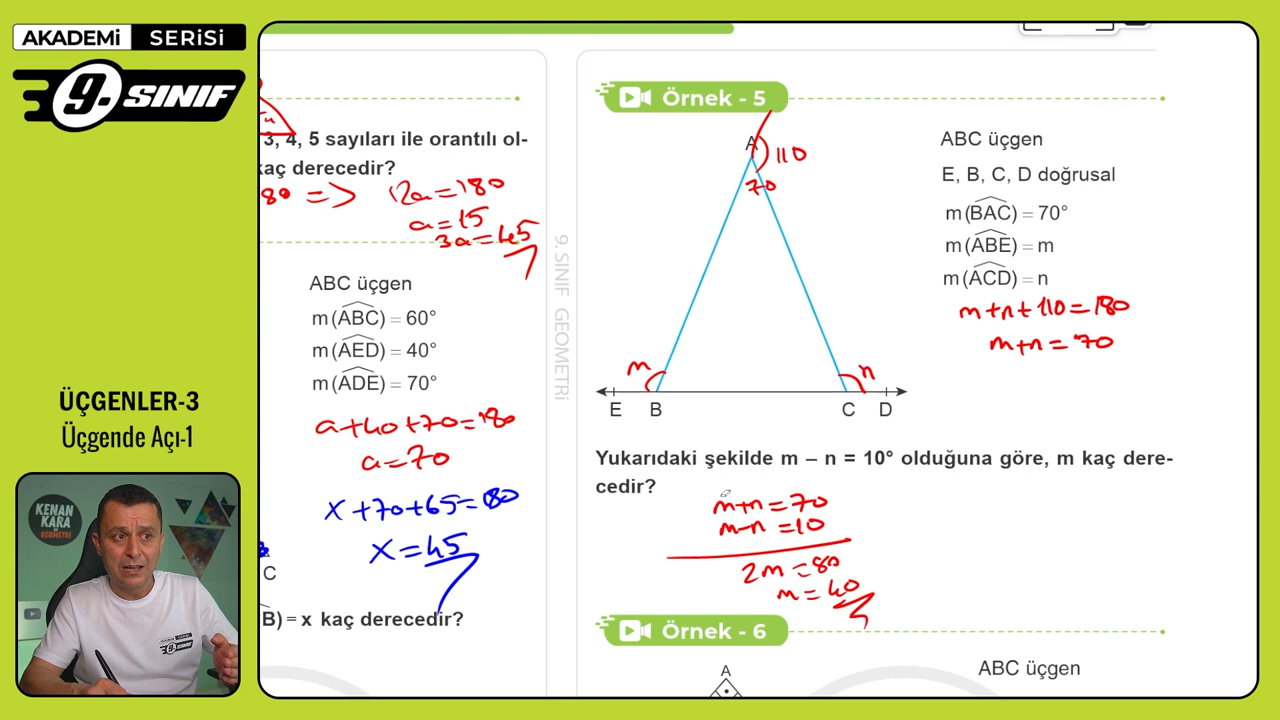 AKADEMİ SERİSİ
9. SINIF
ÜÇGENLER-3
Üçgende Açı-1
KENAN
KARA
GEOMETRİ
3, 4, 5 sayıları ile orantılı ol-
kaç derecedir?
80 => 12a=180
a=15
3a=45
ABC üçgen
m(ABC) = 60°
m(AED) = 40°
m(ADE) = 70°
a+40+70=180
a=70
x+70+65=180
x=45
C
B) = x kaç derecedir?
9. SINIF GEOMETRİ
Örnek - 5
A
110
70
m
n
E B C D
ABC üçgen
E, B, C, D doğrusal
m(BAC) = 70°
m(ABE) = m
m(ACD) = n
m+n+110=180
m+n=70
Yukarıdaki şekilde m – n = 10° olduğuna göre, m kaç dere-
cedir?
m+n=70
m-n=10
2m=80
m=40
Örnek - 6
A
ABC üçgen